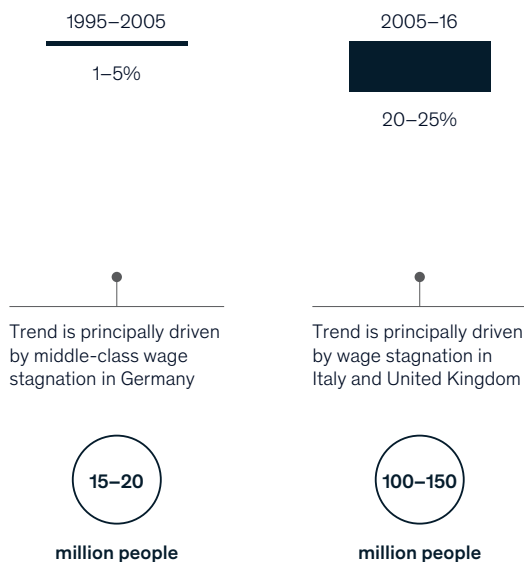 1995–2005
1–5%
Trend is principally driven
by middle-class wage
stagnation in Germany
15–20
million people
2005–16
20–25%
Trend is principally driven
by wage stagnation in
Italy and United Kingdom
100–150
million people